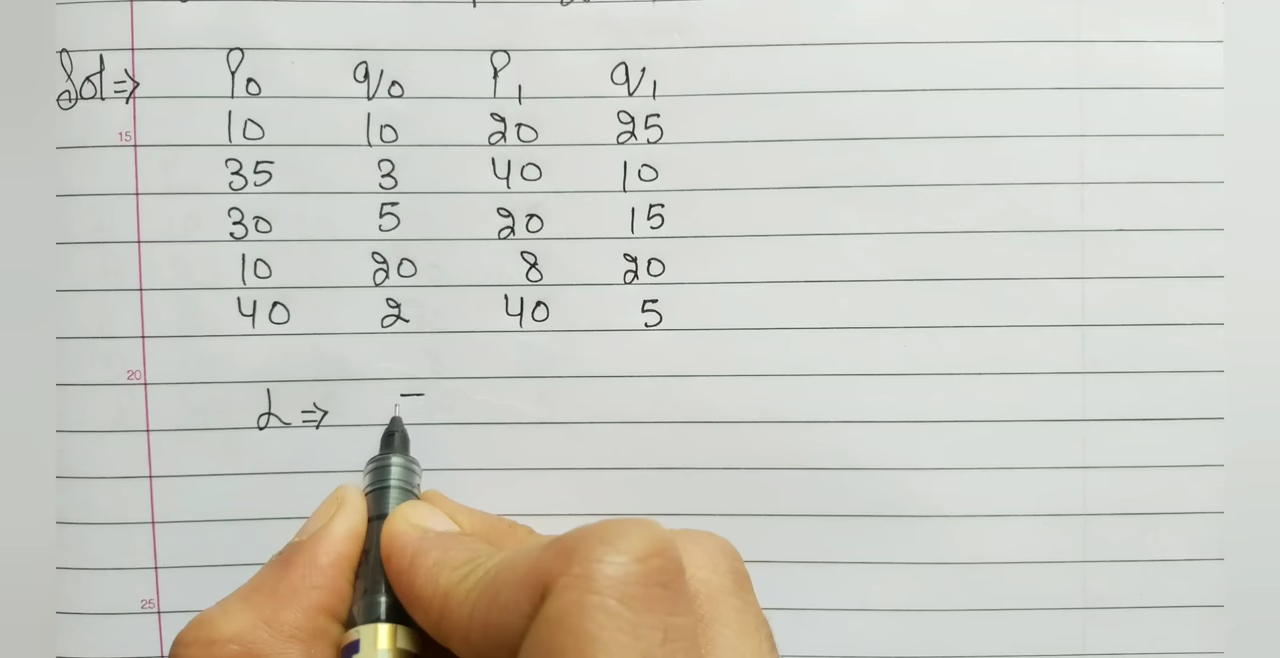 Sol ⇒ P₀ q₀ P₁ q₁
15 10 10 20 25
35 3 40 10
30 5 20 15
10 20 8 20
40 2 40 5
20
L ⇒
25